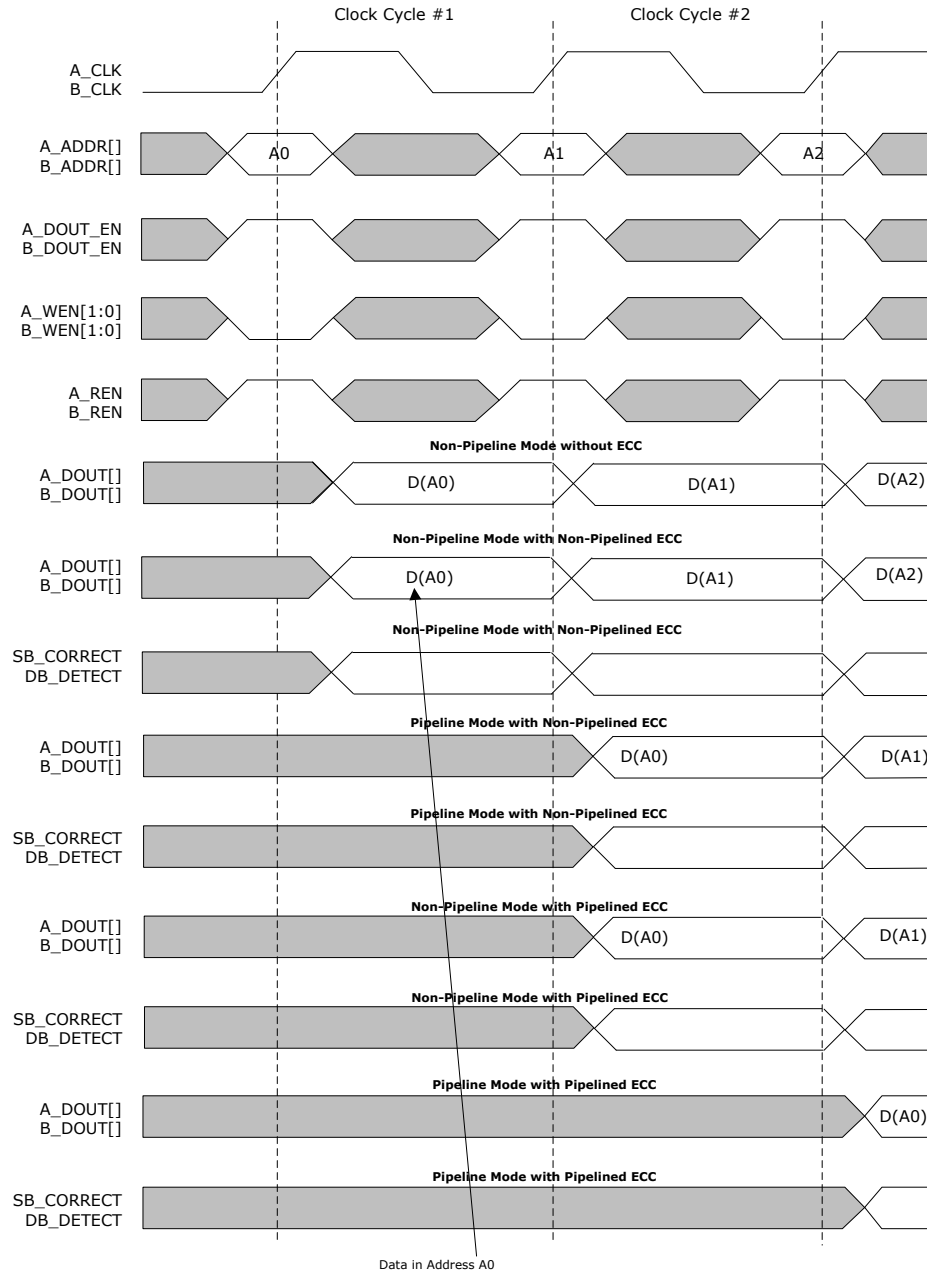 Clock Cycle #1 Clock Cycle #2
A_CLK
B_CLK
A_ADDR[]
B_ADDR[]
A0 A1 A2
A_DOUT_EN
B_DOUT_EN
A_WEN[1:0]
B_WEN[1:0]
A_REN
B_REN
Non-Pipeline Mode without ECC
A_DOUT[]
B_DOUT[]
D(A0) D(A1) D(A2)
Non-Pipeline Mode with Non-Pipelined ECC
A_DOUT[]
B_DOUT[]
D(A0) D(A1) D(A2)
Non-Pipeline Mode with Non-Pipelined ECC
SB_CORRECT
DB_DETECT
Pipeline Mode with Non-Pipelined ECC
A_DOUT[]
B_DOUT[]
D(A0) D(A1)
Pipeline Mode with Non-Pipelined ECC
SB_CORRECT
DB_DETECT
Non-Pipeline Mode with Pipelined ECC
A_DOUT[]
B_DOUT[]
D(A0) D(A1)
Non-Pipeline Mode with Pipelined ECC
SB_CORRECT
DB_DETECT
Pipeline Mode with Pipelined ECC
A_DOUT[]
B_DOUT[]
D(A0)
Pipeline Mode with Pipelined ECC
SB_CORRECT
DB_DETECT
Data in Address A0